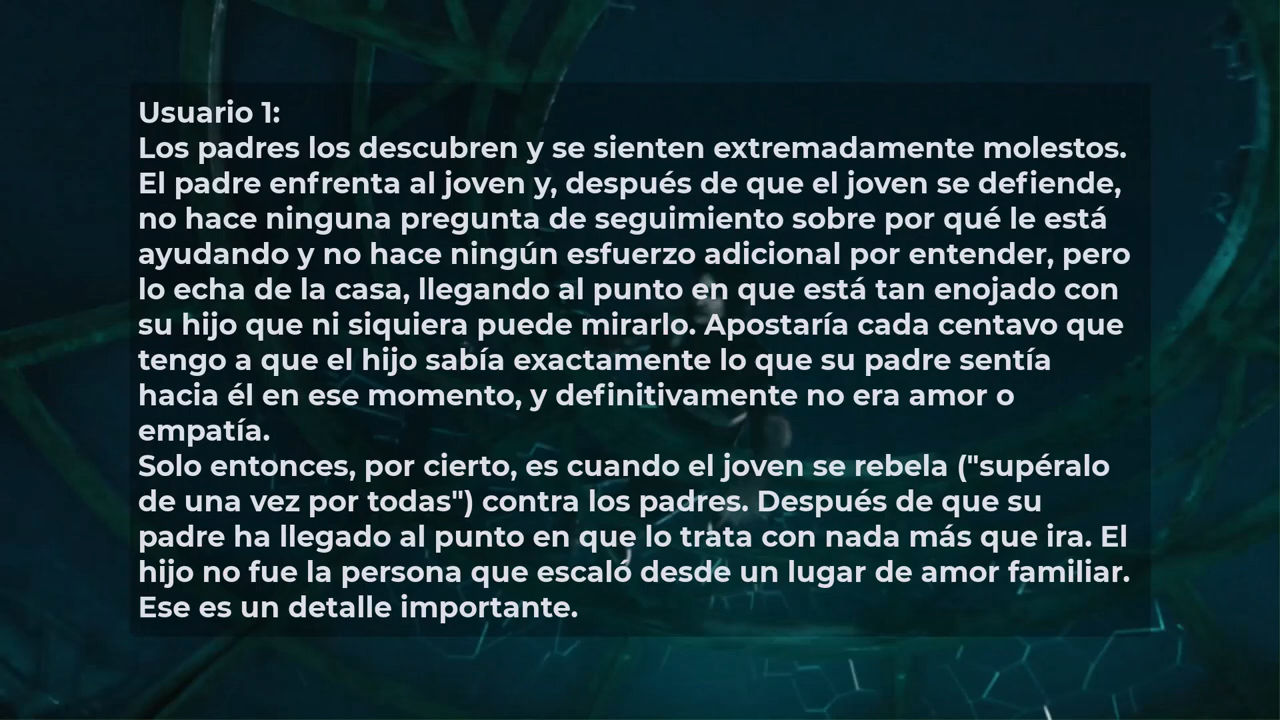 Usuario 1:
Los padres los descubren y se sienten extremadamente molestos.
El padre enfrenta al joven y, después de que el joven se defiende,
no hace ninguna pregunta de seguimiento sobre por qué le está
ayudando y no hace ningún esfuerzo adicional por entender, pero
lo echa de la casa, llegando al punto en que está tan enojado con
su hijo que ni siquiera puede mirarlo. Apostaría cada centavo que
tengo a que el hijo sabía exactamente lo que su padre sentía
hacia él en ese momento, y definitivamente no era amor o
empatía.
Solo entonces, por cierto, es cuando el joven se rebela ("supéralo
de una vez por todas") contra los padres. Después de que su
padre ha llegado al punto en que lo trata con nada más que ira. El
hijo no fue la persona que escaló desde un lugar de amor familiar.
Ese es un detalle importante.